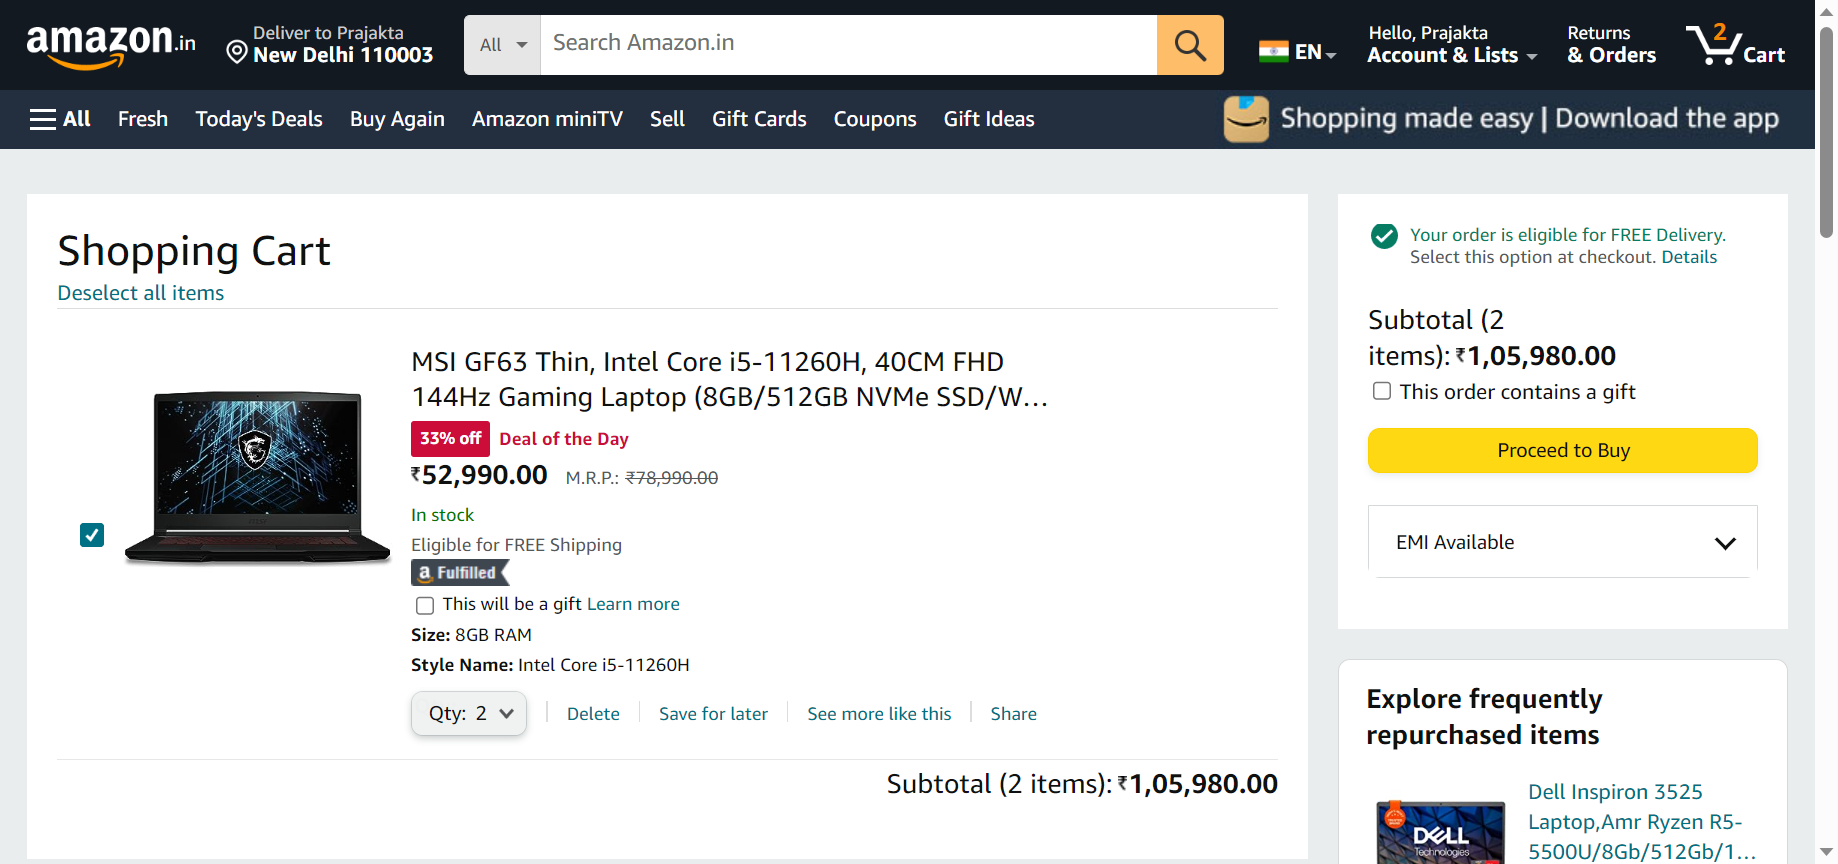 amazon.in
Deliver to Prajakta
New Delhi 110003
All
Search Amazon.in
EN
Hello, Prajakta
Account & Lists
Returns
& Orders
2
Cart
All
Fresh
Today's Deals
Buy Again
Amazon miniTV
Sell
Gift Cards
Coupons
Gift Ideas
Shopping made easy | Download the app
Shopping Cart
Deselect all items
MSI GF63 Thin, Intel Core i5-11260H, 40CM FHD
144Hz Gaming Laptop (8GB/512GB NVMe SSD/W...
33% off Deal of the Day
₹52,990.00 M.R.P.: ₹78,990.00
In stock
Eligible for FREE Shipping
a Fulfilled
This will be a gift Learn more
Size: 8GB RAM
Style Name: Intel Core i5-11260H
Qty: 2
Delete
Save for later
See more like this
Share
Subtotal (2 items): ₹1,05,980.00
Your order is eligible for FREE Delivery.
Select this option at checkout. Details
Subtotal (2
items): ₹1,05,980.00
This order contains a gift
Proceed to Buy
EMI Available
Explore frequently
repurchased items
DELL
Technologies
Dell Inspiron 3525
Laptop,Amr Ryzen R5-
5500U/8Gb/512Gb/1...